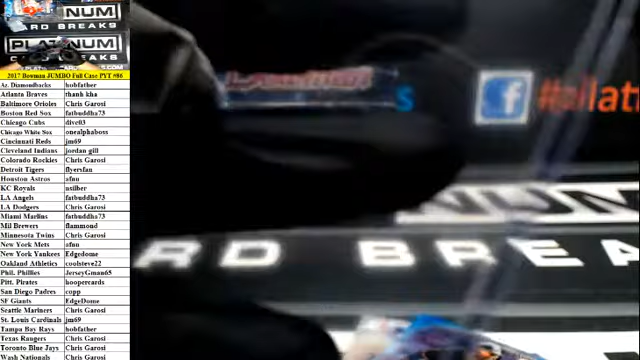 NUM
ARD BREAKS
PLATINUM
2017 Bowman JUMBO Full Case PYT #86
Az. Diamondbacks bobfather
Atlanta Braves thank kha
Baltimore Orioles Chris Garosi
Boston Red Sox fatbuddha73
Chicago Cubs dive03
Chicago White Sox onealphaboss
Cincinnati Reds jm69
Cleveland Indians jordan gill
Colorado Rockies Chris Garosi
Detroit Tigers flyersfan
Houston Astros afnu
KC Royals nsilber
LA Angels fatbuddha73
LA Dodgers Chris Garosi
Miami Marlins fatbuddha73
Mil Brewers flammond
Minnesota Twins Chris Garosi
New York Mets afnu
New York Yankees Edgedome
Oakland Athletics coolsteve22
Phil. Phillies JerseyGman65
Pitt. Pirates hoopercards
San Diego Padres copp
SF Giants EdgeDome
Seattle Mariners Chris Garosi
St. Louis Cardinals jm69
Tampa Bay Rays bobfather
Texas Rangers Chris Garosi
Toronto Blue Jays Chris Garosi
Wash Nationals Chris Garosi
s f #plati
NUM
RD BREA